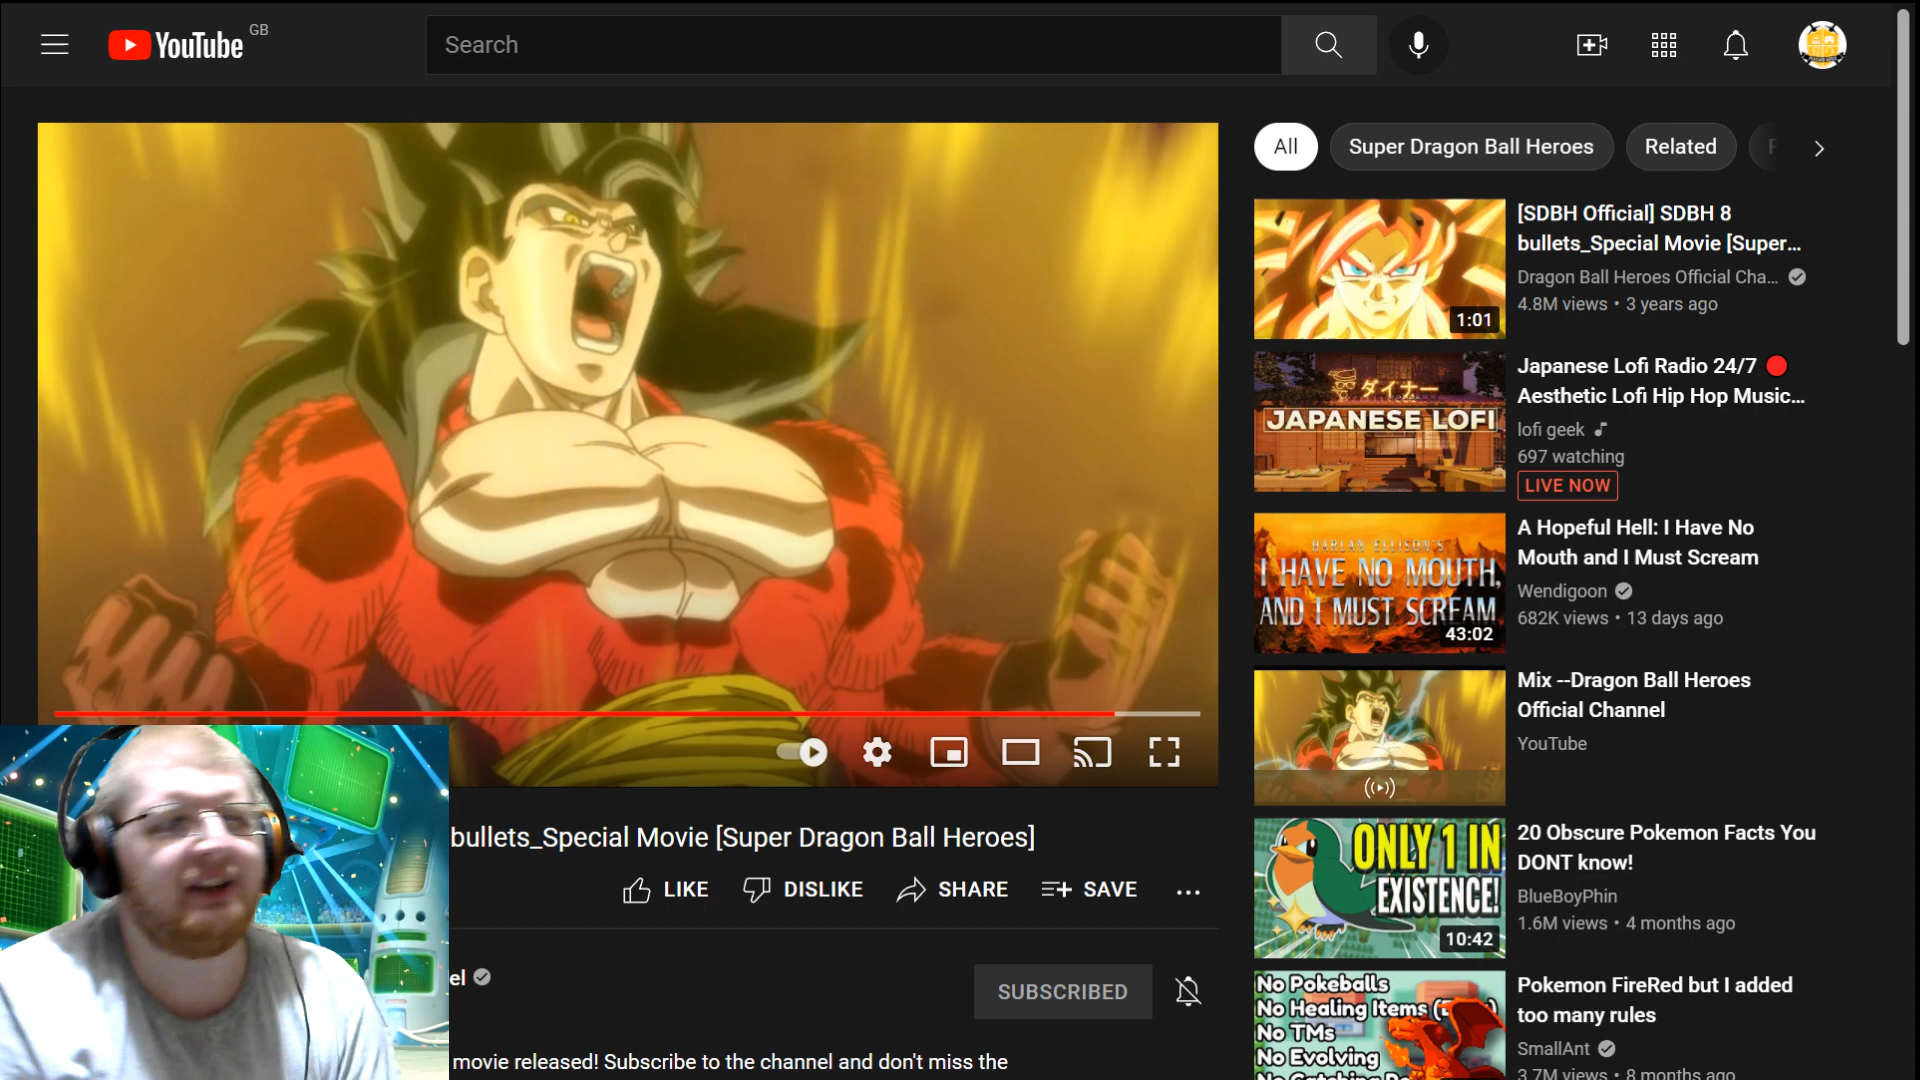 YouTube GB
Search
All
Super Dragon Ball Heroes
Related
[SDBH Official] SDBH 8
bullets_Special Movie [Super...
Dragon Ball Heroes Official Cha...
4.8M views • 3 years ago
1:01
ダイナー
JAPANESE LOFI
Japanese Lofi Radio 24/7 🔴
Aesthetic Lofi Hip Hop Music...
lofi geek
697 watching
LIVE NOW
HARLAN ELLISON'S
I HAVE NO MOUTH,
AND I MUST SCREAM
43:02
A Hopeful Hell: I Have No
Mouth and I Must Scream
Wendigoon
682K views • 13 days ago
Mix --Dragon Ball Heroes
Official Channel
YouTube
ONLY 1 IN
EXISTENCE!
10:42
20 Obscure Pokemon Facts You
DONT know!
BlueBoyPhin
1.6M views • 4 months ago
No Pokeballs
No Healing Items
No TMs
No Evolving
Pokemon FireRed but I added
too many rules
SmallAnt
3.7M views • 8 months ago
bullets_Special Movie [Super Dragon Ball Heroes]
LIKE
DISLIKE
SHARE
SAVE
el
SUBSCRIBED
movie released! Subscribe to the channel and don't miss the